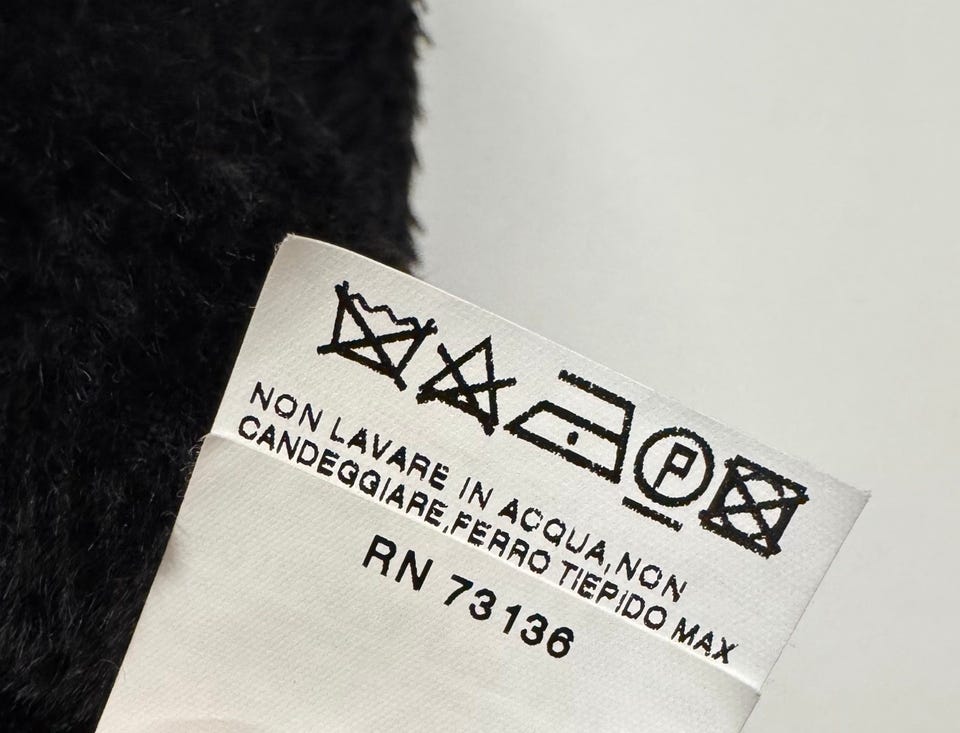 P
NON LAVARE IN ACQUA,NON
CANDEGGIARE,FERRO TIEPIDO MAX
RN 73136